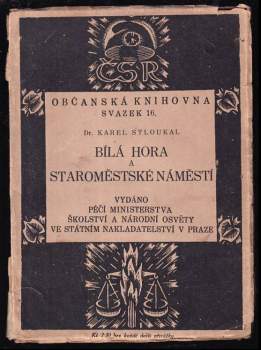 ČSR
OBČANSKÁ KNIHOVNA
SVAZEK 16.
Dr. KAREL STLOUKAL
BÍLÁ HORA
A
STAROMĚSTSKÉ NÁMĚSTÍ
VYDÁNO
PÉČÍ MINISTERSTVA
ŠKOLSTVÍ A NÁRODNÍ OSVĚTY
VE STÁTNÍM NAKLADATELSTVÍ V PRAZE